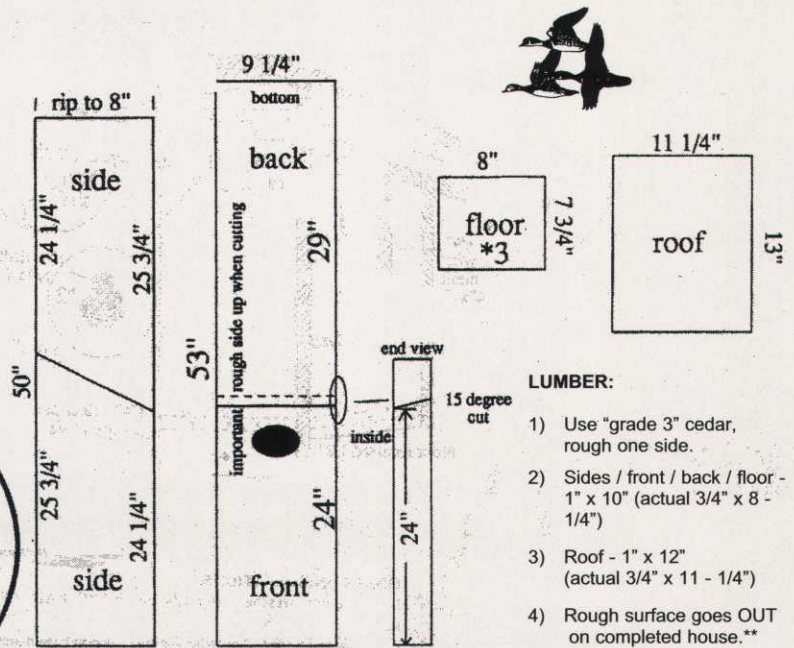 rip to 8"
side
24 1/4"
25 3/4"
50"
25 3/4"
24 1/4"
side
9 1/4"
bottom
back
important rough side up when cutting
29"
53"
24"
front
end view
15 degree
cut
inside
24"
8"
floor
*3
7 3/4"
11 1/4"
roof
13"
LUMBER:
1) Use “grade 3” cedar,
rough one side.
2) Sides / front / back / floor -
1” x 10” (actual 3/4” x 8 -
1/4”)
3) Roof - 1” x 12”
(actual 3/4” x 11 - 1/4”)
4) Rough surface goes OUT
on completed house.**